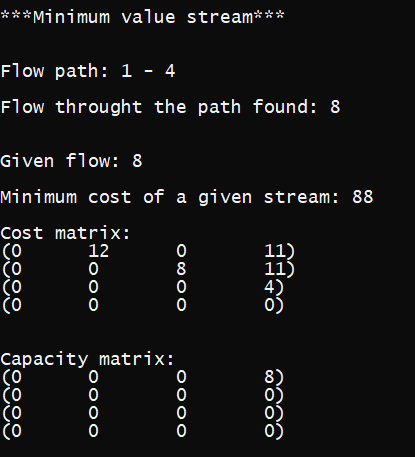 ***Minimum value stream***
Flow path: 1 - 4
Flow throught the path found: 8
Given flow: 8
Minimum cost of a given stream: 88
Cost matrix:
(0 12 0 11)
(0 0 8 11)
(0 0 0 4)
(0 0 0 0)
Capacity matrix:
(0 0 0 8)
(0 0 0 0)
(0 0 0 0)
(0 0 0 0)